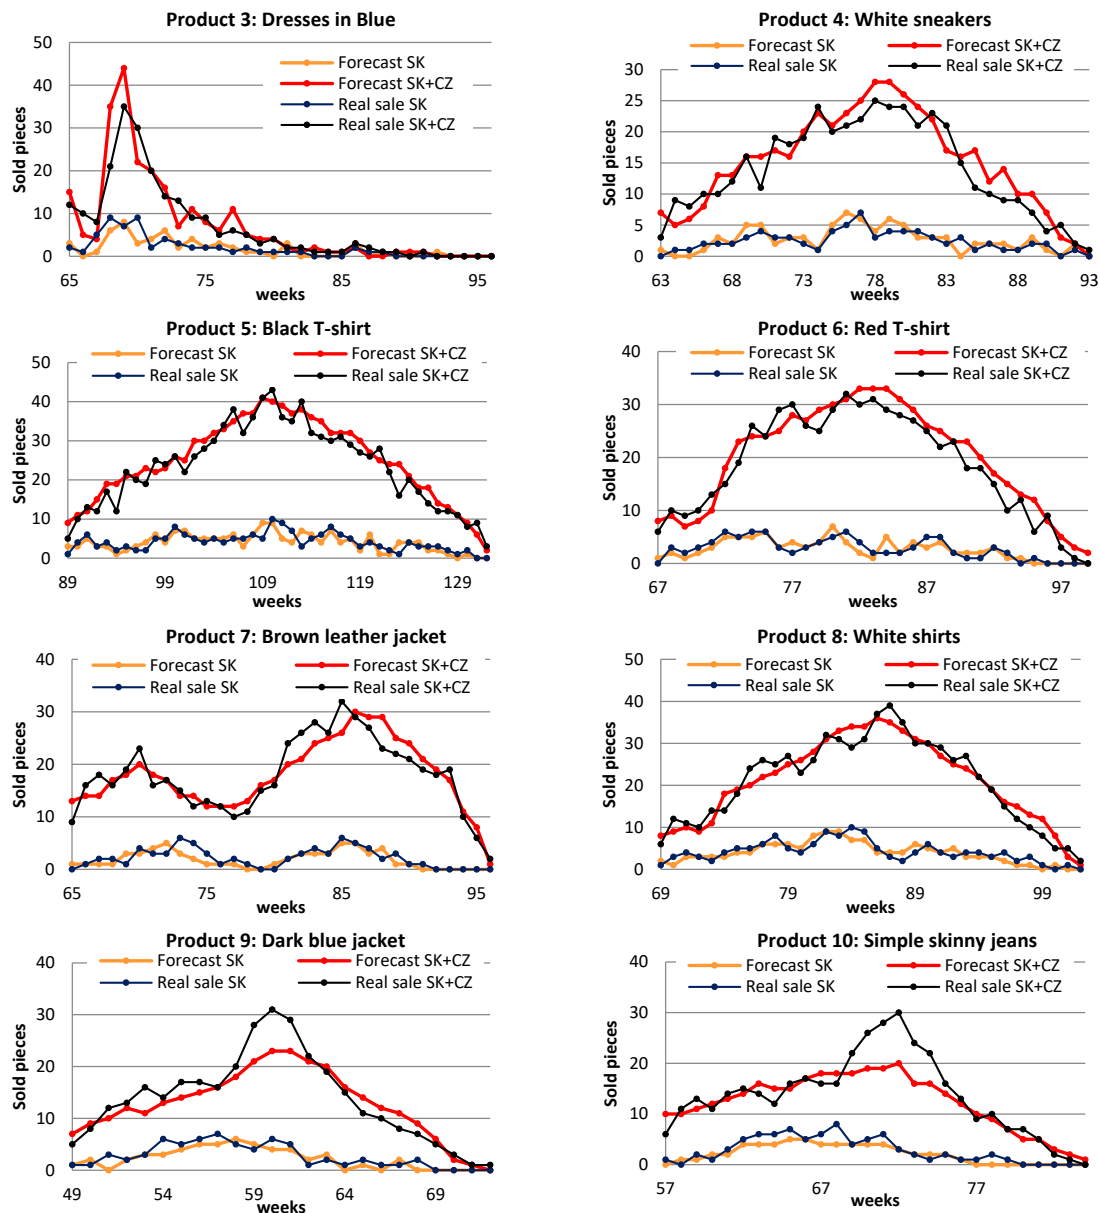 Product 3: Dresses in Blue
50
40
30
20
10
0
Sold pieces
Forecast SK
Forecast SK+CZ
Real sale SK
Real sale SK+CZ
65 75 85 95
weeks
Product 4: White sneakers
Forecast SK Forecast SK+CZ
Real sale SK Real sale SK+CZ
30
25
20
15
10
5
0
Sold pieces
63 68 73 78 83 88 93
weeks
Product 5: Black T-shirt
Forecast SK Forecast SK+CZ
Real sale SK Real sale SK+CZ
50
40
30
20
10
0
Sold pieces
89 99 109 119 129
weeks
Product 6: Red T-shirt
Forecast SK Forecast SK+CZ
Real sale SK Real sale SK+CZ
40
30
20
10
0
Sold pieces
67 77 87 97
weeks
Product 7: Brown leather jacket
Forecast SK Forecast SK+CZ
Real sale SK Real sale SK+CZ
40
30
20
10
0
Sold pieces
65 75 85 95
weeks
Product 8: White shirts
Forecast SK Forecast SK+CZ
Real sale SK Real sale SK+CZ
50
40
30
20
10
0
Sold pieces
69 79 89 99
weeks
Product 9: Dark blue jacket
Forecast SK Forecast SK+CZ
Real sale SK Real sale SK+CZ
40
30
20
10
0
Sold pieces
49 54 59 64 69
weeks
Product 10: Simple skinny jeans
Forecast SK Forecast SK+CZ
Real sale SK Real sale SK+CZ
40
30
20
10
0
Sold pieces
57 67 77
weeks